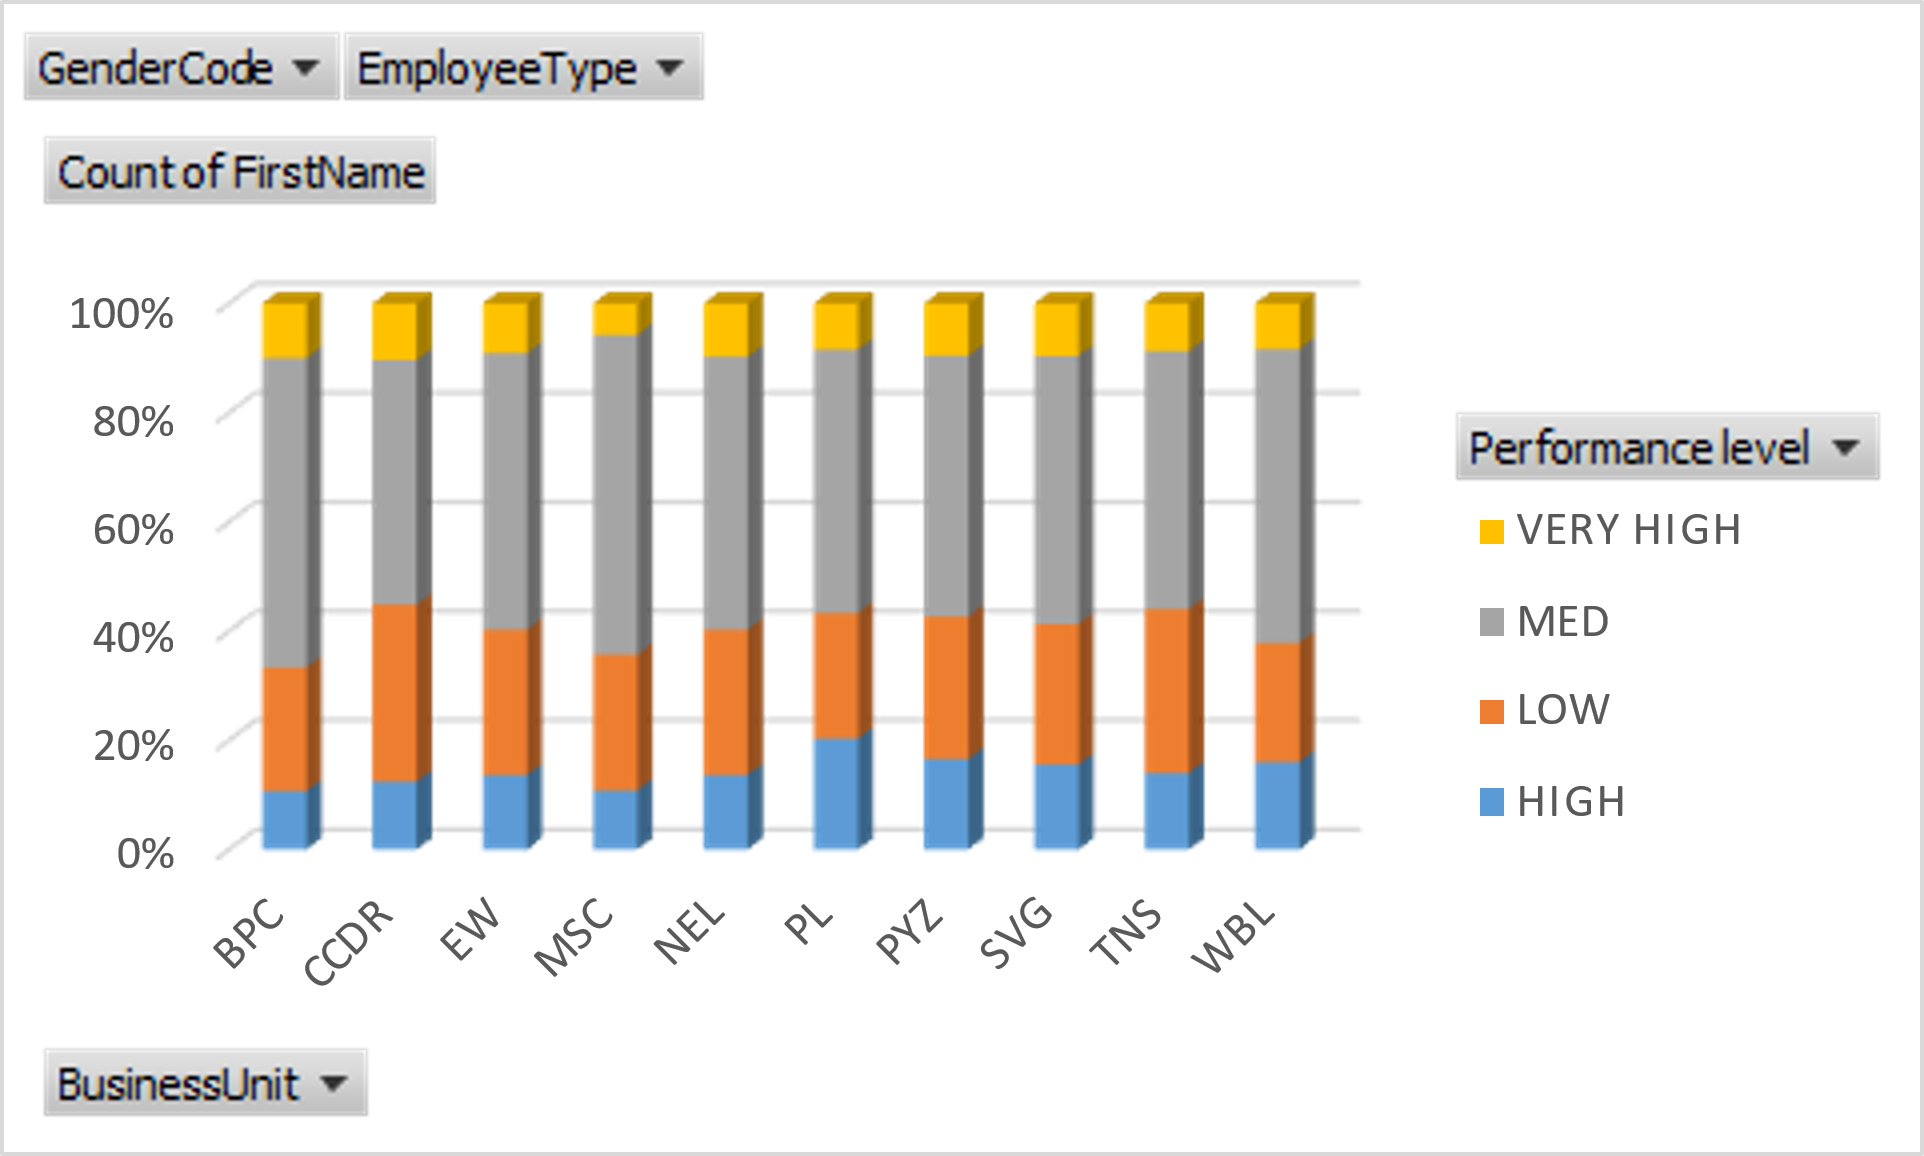 GenderCode EmployeeType
Count of FirstName
100%
80%
60%
40%
20%
0%
BPC CCDR EW MSC NEL PL PYZ SVG TNS WBL
Performance level
VERY HIGH
MED
LOW
HIGH
BusinessUnit